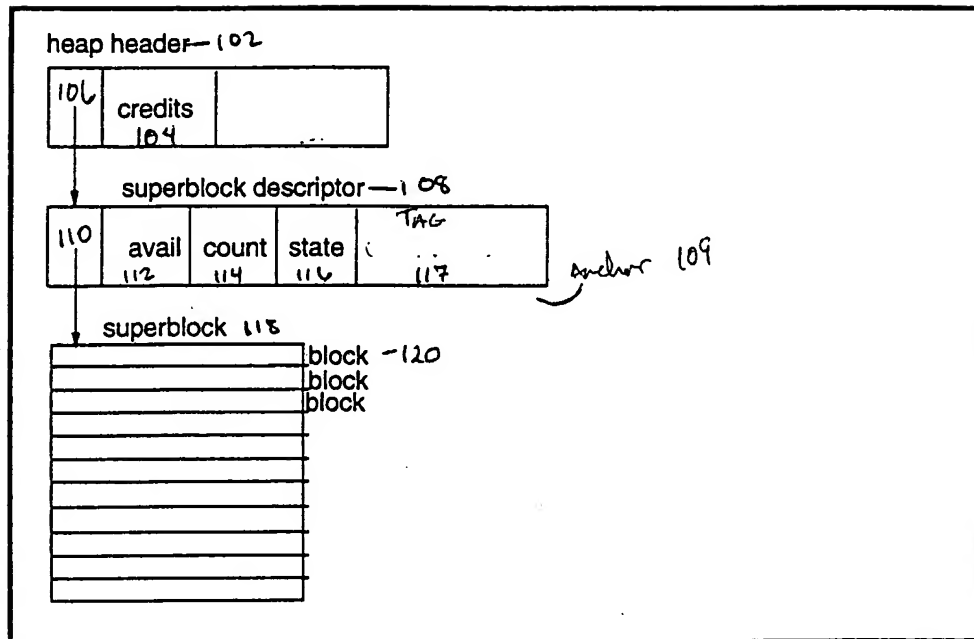 heap header—102
106
credits
104
...
superblock descriptor—108
TAG
110
avail
count
state
...
112
114
116
117
Anchor 109
superblock 118
block -120
block
block